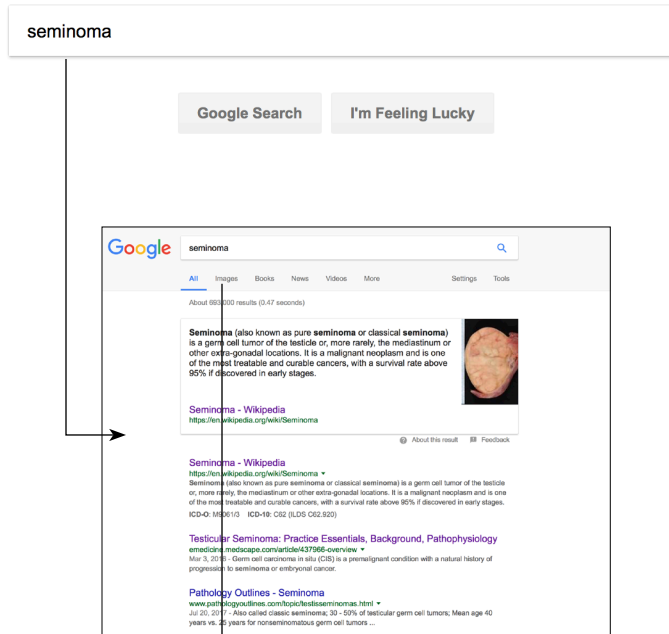 seminoma
Google Search I'm Feeling Lucky
Google seminoma
All Images Books News Videos More Settings Tools
About 693,000 results (0.47 seconds)
Seminoma (also known as pure seminoma or classical seminoma)
is a germ cell tumor of the testicle or, more rarely, the mediastinum or
other extra-gonadal locations. It is a malignant neoplasm and is one
of the most treatable and curable cancers, with a survival rate above
95% if discovered in early stages.
Seminoma - Wikipedia
https://en.wikipedia.org/wiki/Seminoma
About this result Feedback
Seminoma - Wikipedia
https://en.wikipedia.org/wiki/Seminoma
Seminoma (also known as pure seminoma or classical seminoma) is a germ cell tumor of the testicle
or, more rarely, the mediastinum or other extra-gonadal locations. It is a malignant neoplasm and is one
of the most treatable and curable cancers, with a survival rate above 95% if discovered in early stages.
ICD-O: M9061/3 ICD-10: C62 (ILDS C62.920)
Testicular Seminoma: Practice Essentials, Background, Pathophysiology
emedicine.medscape.com/article/437966-overview
Mar 3, 2016 - Germ cell carcinoma in situ (CIS) is a premalignant condition with a natural history of
progression to seminoma or embryonal cancer.
Pathology Outlines - Seminoma
www.pathologyoutlines.com/topic/testisseminomas.html
Jul 20, 2017 - Also called classic seminoma; 30 - 50% of testicular germ cell tumors; Mean age 40
years vs. 25 years for nonseminomatous germ cell tumors ...